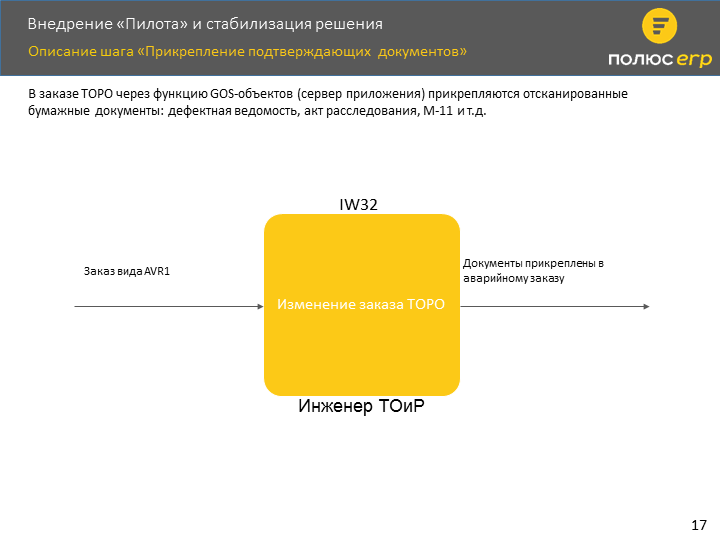 Внедрение «Пилота» и стабилизация решения
Описание шага «Прикрепление подтверждающих документов»
ПОЛЮС егр
В заказе ТОРО через функцию GOS-объектов (сервер приложения) прикрепляются отсканированные
бумажные документы: дефектная ведомость, акт расследования, М-11 и т.д.
IW32
Заказ вида AVR1
Изменение заказа ТОРО
Документы прикреплены в
аварийному заказу
Инженер ТОиР
17